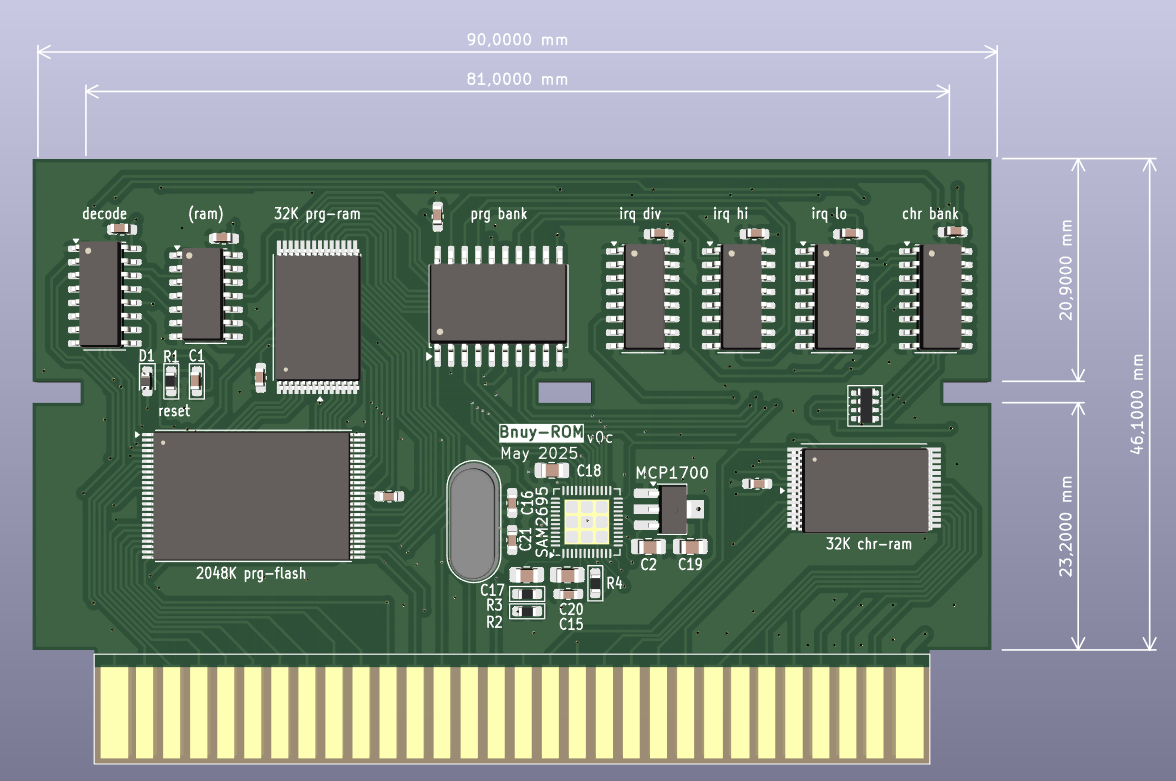 90,0000 mm
81,0000 mm
decode
(ram)
32K prg-ram
prg bank
irq div
irq hi
irq lo
chr bank
20,9000 mm
46,1000 mm
D1
R1
C1
reset
Bnuy-ROM v0c
May 2025
C18
MCP1700
C16
SAM2695
C21
23,2000 mm
32K chr-ram
C2
C19
2048K prg-flash
C17
R4
R3
C20
R2
C15